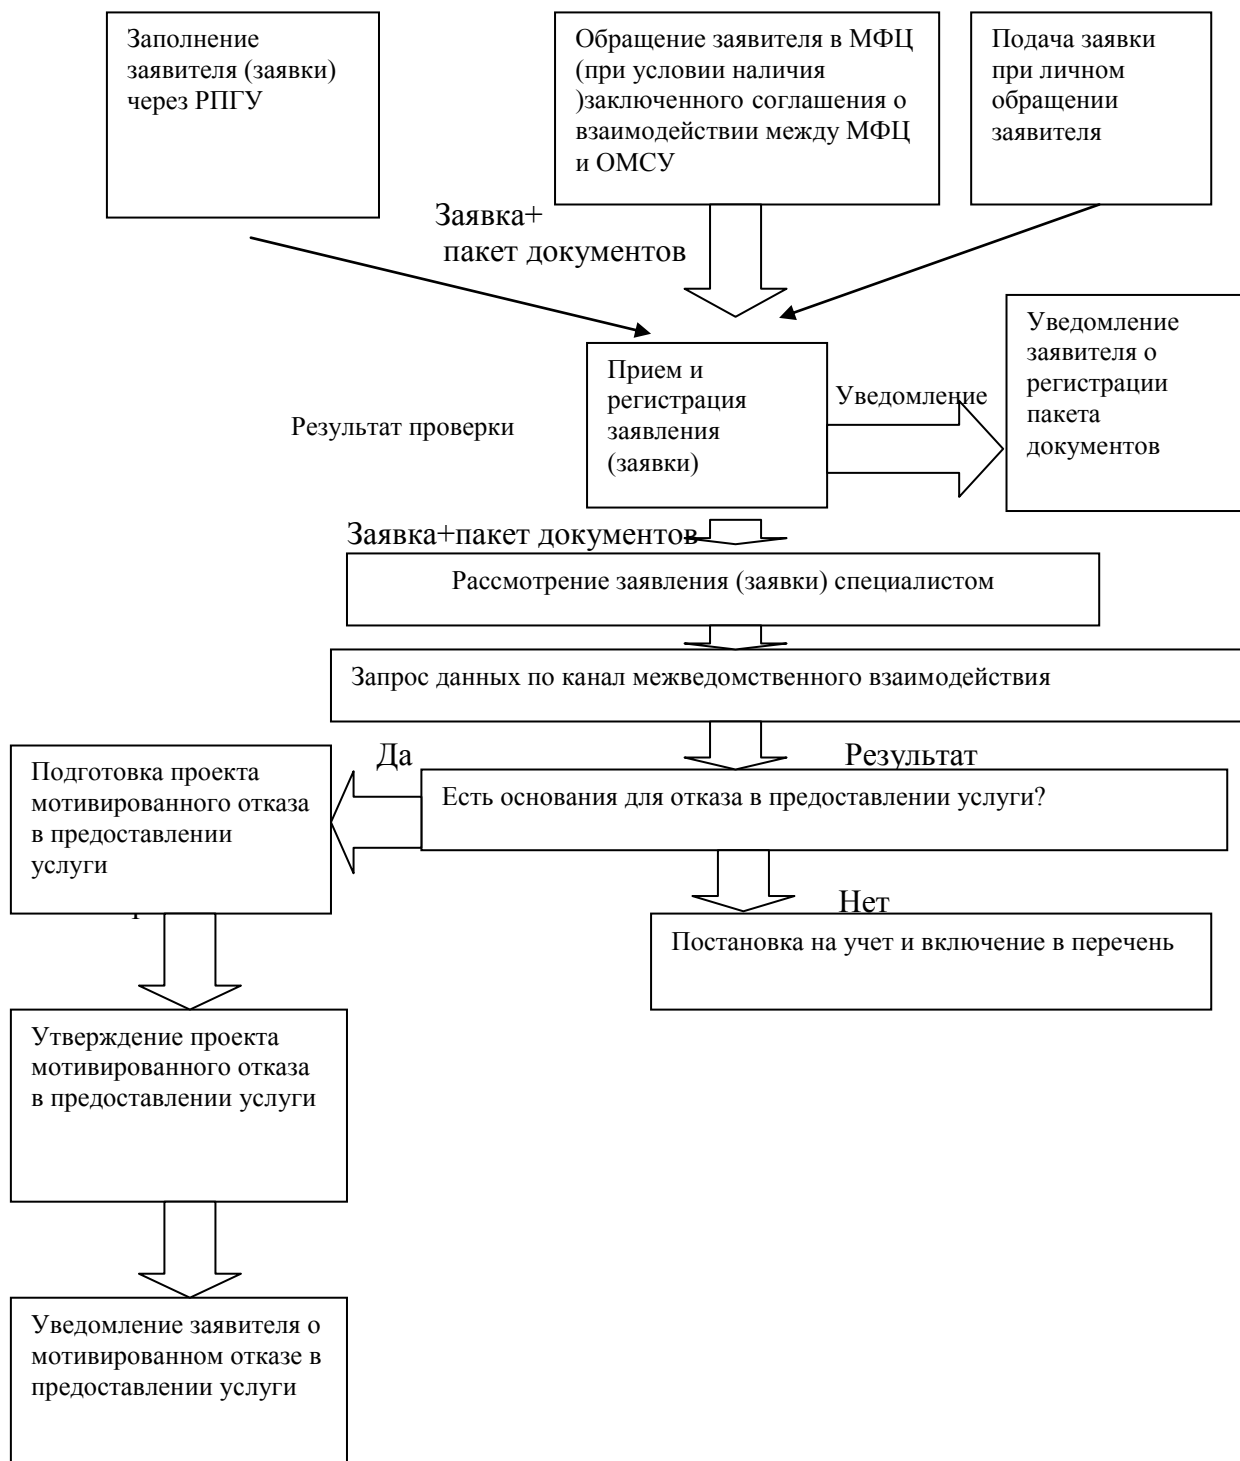 Заполнение
заявителя (заявки)
через РПГУ
Обращение заявителя в МФЦ
(при условии наличия
)заключенного соглашения о
взаимодействии между МФЦ
и ОМСУ
Подача заявки
при личном
обращении
заявителя
Заявка+
пакет документов
Прием и
регистрация
заявления
(заявки)
Уведомление
Уведомление
заявителя о
регистрации
пакета
документов
Результат проверки
Заявка+пакет документов
Рассмотрение заявления (заявки) специалистом
Запрос данных по канал межведомственного взаимодействия
Да
Результат
Подготовка проекта
мотивированного отказа
в предоставлении
услуги
Есть основания для отказа в предоставлении услуги?
Нет
Постановка на учет и включение в перечень
Утверждение проекта
мотивированного отказа
в предоставлении услуги
Уведомление заявителя о
мотивированном отказе в
предоставлении услуги